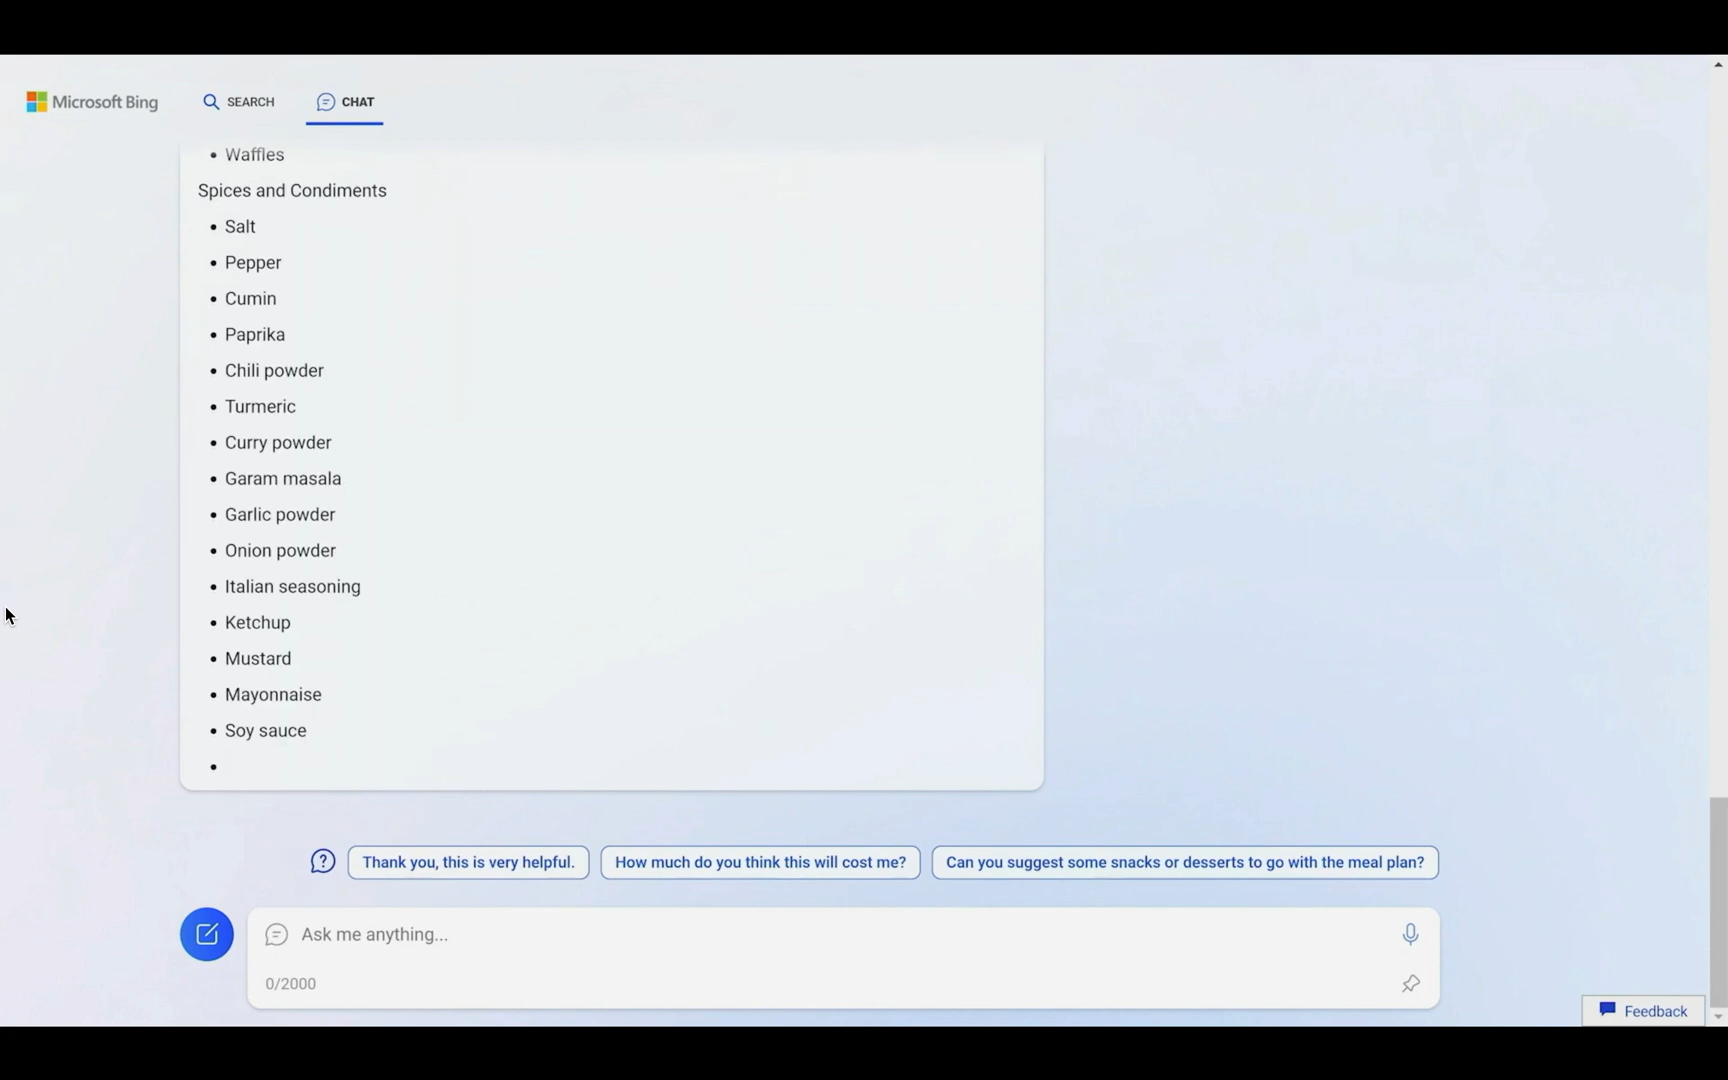 Microsoft Bing
SEARCH
CHAT
• Waffles
Spices and Condiments
• Salt
• Pepper
• Cumin
• Paprika
• Chili powder
• Turmeric
• Curry powder
• Garam masala
• Garlic powder
• Onion powder
• Italian seasoning
• Ketchup
• Mustard
• Mayonnaise
• Soy sauce
•
Thank you, this is very helpful.
How much do you think this will cost me?
Can you suggest some snacks or desserts to go with the meal plan?
Ask me anything...
0/2000
Feedback